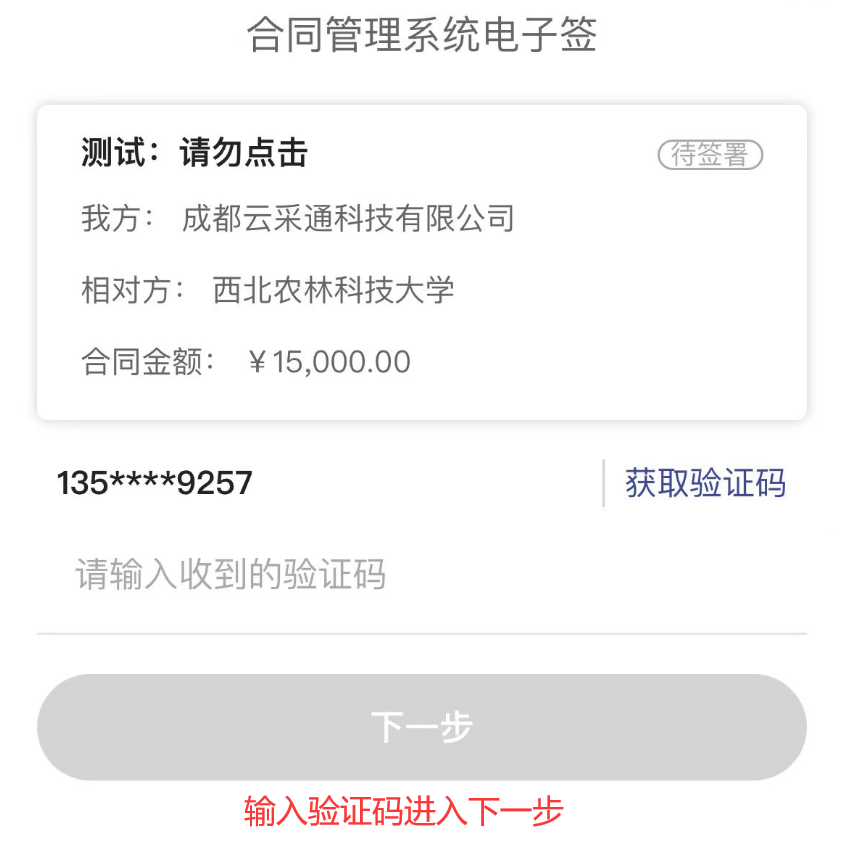 合同管理系统电子签
测试：请勿点击
待签署
我方： 成都云采通科技有限公司
相对方： 西北农林科技大学
合同金额： ￥15,000.00
135****9257
获取验证码
请输入收到的验证码
下一步
输入验证码进入下一步